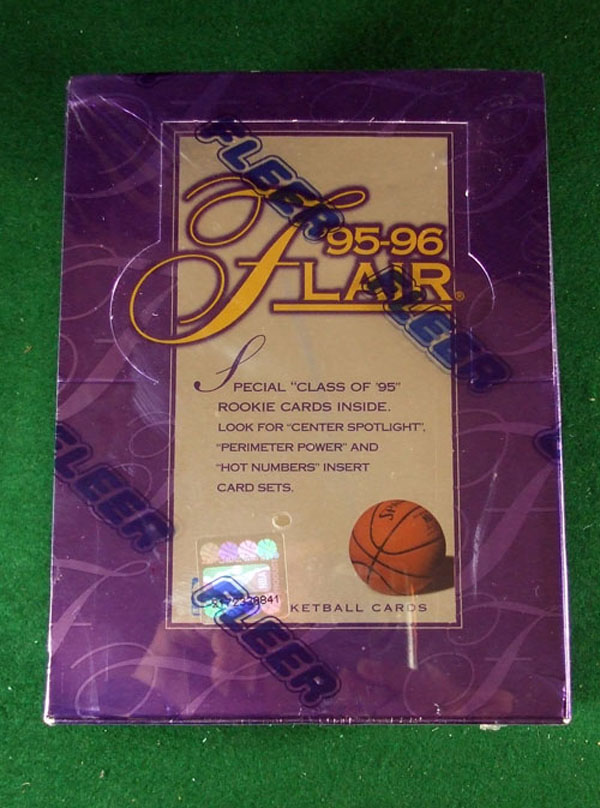 FLEER
95-96
FLAIR®
FLEER
SPECIAL "CLASS OF '95"
ROOKIE CARDS INSIDE.
LOOK FOR "CENTER SPOTLIGHT",
"PERIMETER POWER" AND
"HOT NUMBERS" INSERT
CARD SETS.
FLEER
KETBALL CARDS
FLEER